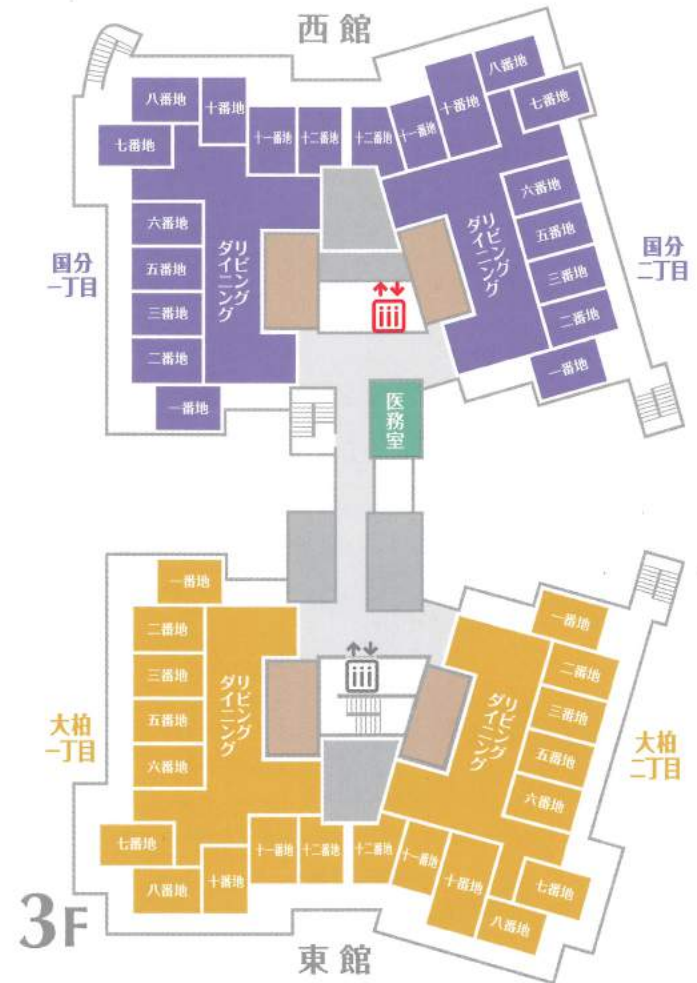 西館
八番地
十番地
十一番地
十二番地
七番地
六番地
五番地
三番地
二番地
一番地
リビング
ダイニング
国分
一丁目
十二番地
十一番地
十番地
八番地
七番地
六番地
五番地
三番地
二番地
一番地
リビング
ダイニング
国分
二丁目
医務室
一番地
二番地
三番地
五番地
六番地
七番地
八番地
十番地
十一番地
十二番地
リビング
ダイニング
大柏
一丁目
一番地
二番地
三番地
五番地
六番地
七番地
八番地
十番地
十一番地
十二番地
リビング
ダイニング
大柏
二丁目
3F
東館